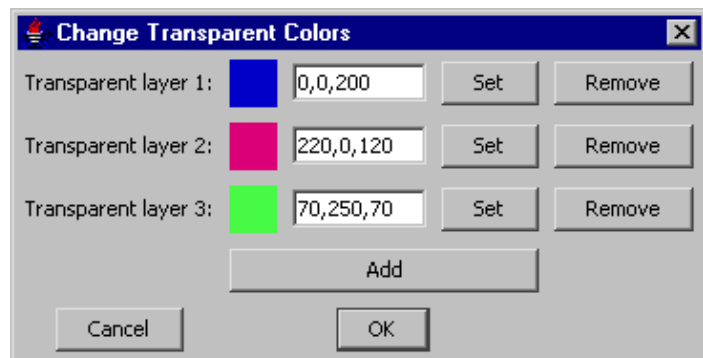 Change Transparent Colors
Transparent layer 1: 0,0,200 Set Remove
Transparent layer 2: 220,0,120 Set Remove
Transparent layer 3: 70,250,70 Set Remove
Add
Cancel OK